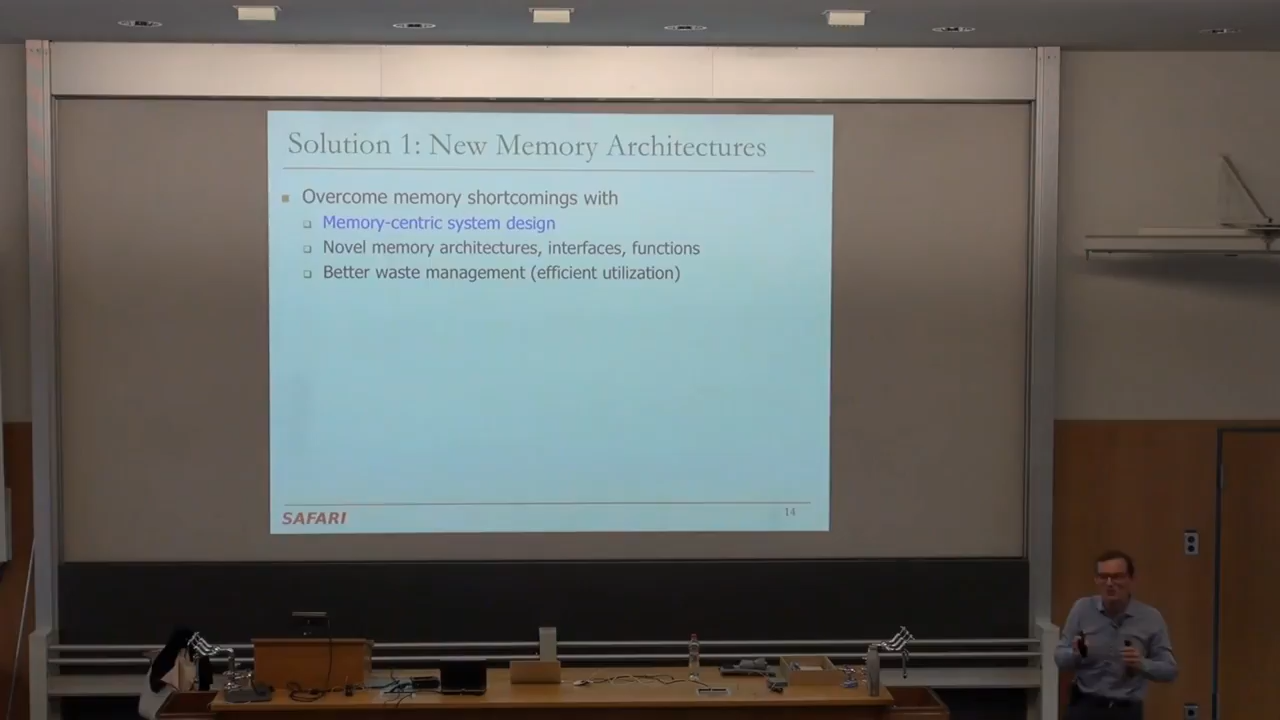 Solution 1: New Memory Architectures
Overcome memory shortcomings with
Memory-centric system design
Novel memory architectures, interfaces, functions
Better waste management (efficient utilization)
SAFARI
14